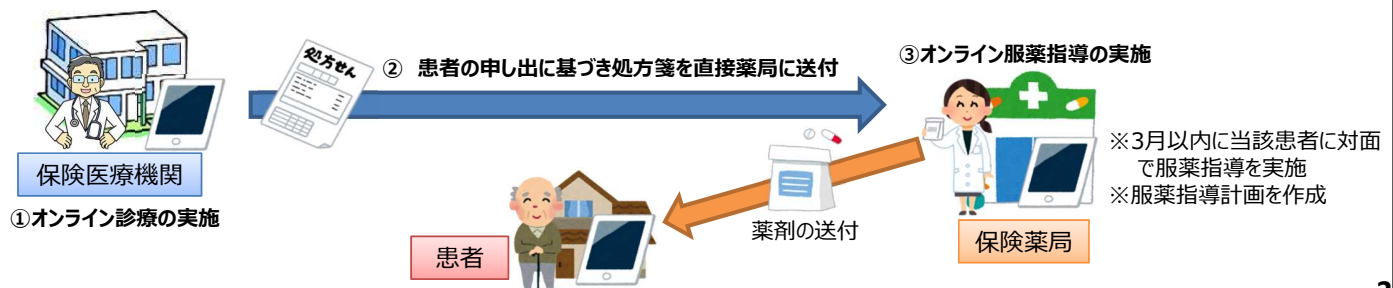 処方せん
② 患者の申し出に基づき処方箋を直接薬局に送付
③オンライン服薬指導の実施
保険医療機関
①オンライン診療の実施
患者
薬剤の送付
保険薬局
※3月以内に当該患者に対面
で服薬指導を実施
※服薬指導計画を作成